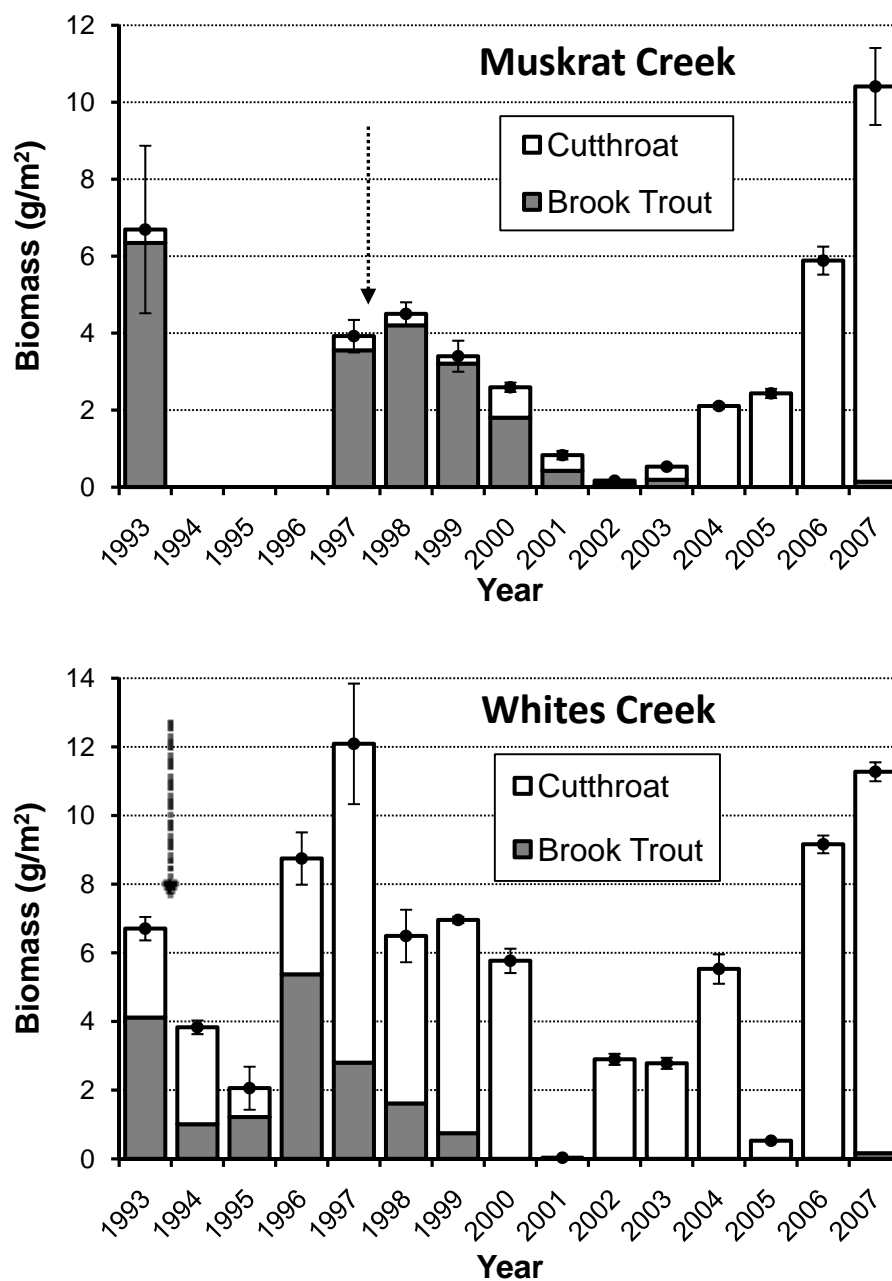 Muskrat Creek
Cutthroat
Brook Trout
Biomass (g/m²)
12
10
8
6
4
2
0
1993 1994 1995 1996 1997 1998 1999 2000 2001 2002 2003 2004 2005 2006 2007
Year
Whites Creek
Cutthroat
Brook Trout
Biomass (g/m²)
14
12
10
8
6
4
2
0
1993 1994 1995 1996 1997 1998 1999 2000 2001 2002 2003 2004 2005 2006 2007
Year